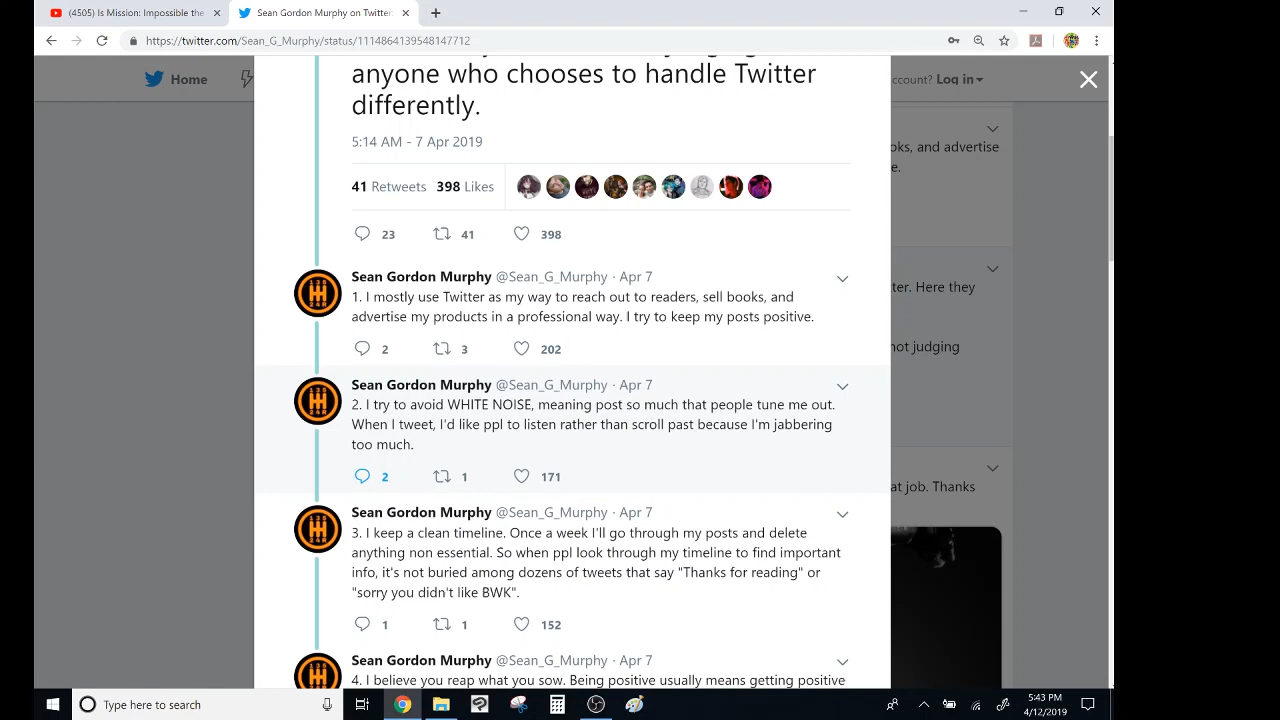 (4505) Is Mission: Impossible the
Sean Gordon Murphy on Twitter:
https://twitter.com/Sean_G_Murphy/status/1114864139548147712
Home
ccount? Log in
anyone who chooses to handle Twitter
differently.
5:14 AM - 7 Apr 2019
41 Retweets 398 Likes
23 41 398
oks, and advertise
e.
Sean Gordon Murphy @Sean_G_Murphy · Apr 7
1. I mostly use Twitter as my way to reach out to readers, sell books, and
advertise my products in a professional way. I try to keep my posts positive.
2 3 202
tter. Here they
not judging
Sean Gordon Murphy @Sean_G_Murphy · Apr 7
2. I try to avoid WHITE NOISE, meaning post so much that people tune me out.
When I tweet, I'd like ppl to listen rather than scroll past because I'm jabbering
too much.
2 1 171
at job. Thanks
Sean Gordon Murphy @Sean_G_Murphy · Apr 7
3. I keep a clean timeline. Once a week I'll go through my posts and delete
anything non essential. So when ppl look through my timeline to find important
info, it's not buried among dozens of tweets that say "Thanks for reading" or
"sorry you didn't like BWK".
1 1 152
Sean Gordon Murphy @Sean_G_Murphy · Apr 7
4. I believe you reap what you sow. Being positive usually means getting positive
Type here to search
5:43 PM
4/12/2019